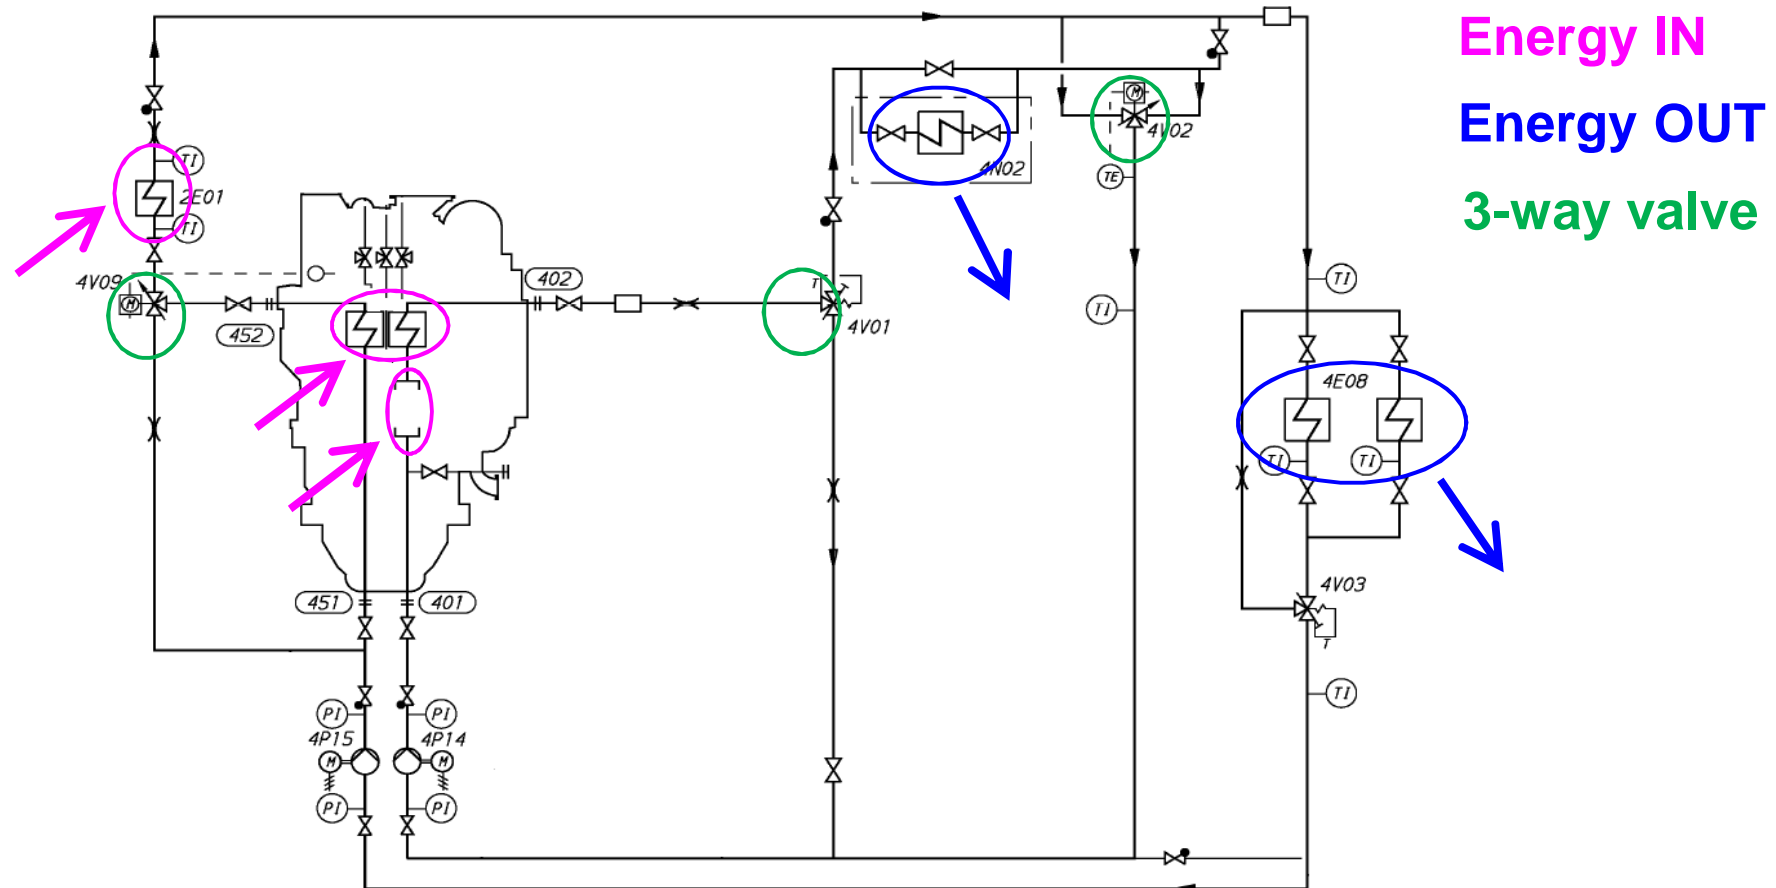 Energy IN
Energy OUT
3-way valve
M
4V02
TI
2E01
TI
4N02
TE
4V09
M
402
T
4V01
TI
TI
452
4E08
TI
TI
451
401
4V03
T
PI
PI
TI
4P15
4P14
M
M
PI
PI